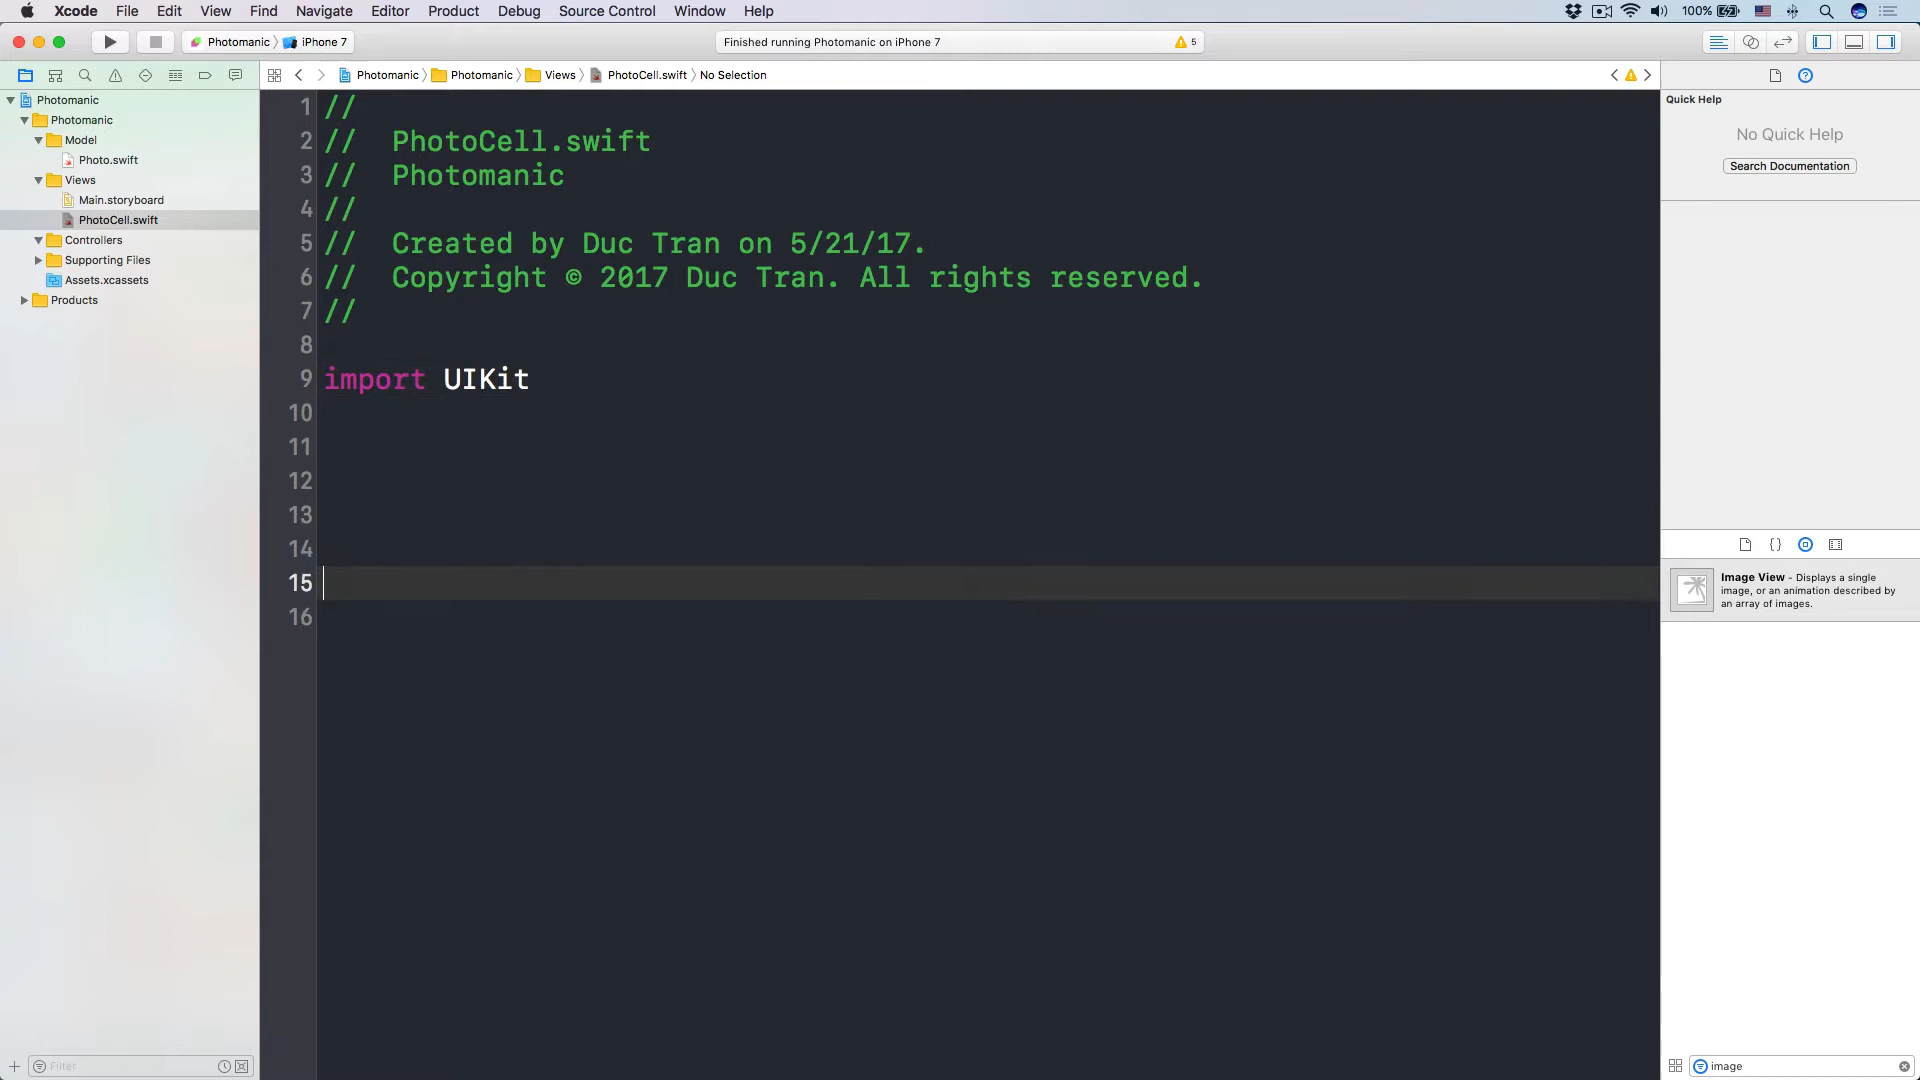 Xcode File Edit View Find Navigate Editor Product Debug Source Control Window Help 100%
Photomanic iPhone 7 Finished running Photomanic on iPhone 7 5
Photomanic Photomanic Views PhotoCell.swift No Selection
Photomanic
Photomanic
Model
Photo.swift
Views
Main.storyboard
PhotoCell.swift
Controllers
Supporting Files
Assets.xcassets
Products
Filter
1 //
2 // PhotoCell.swift
3 // Photomanic
4 //
5 // Created by Duc Tran on 5/21/17.
6 // Copyright © 2017 Duc Tran. All rights reserved.
7 //
8
9 import UIKit
10
11
12
13
14
15
16
Quick Help
No Quick Help
Search Documentation
{}
Image View - Displays a single
image, or an animation described by
an array of images.
image